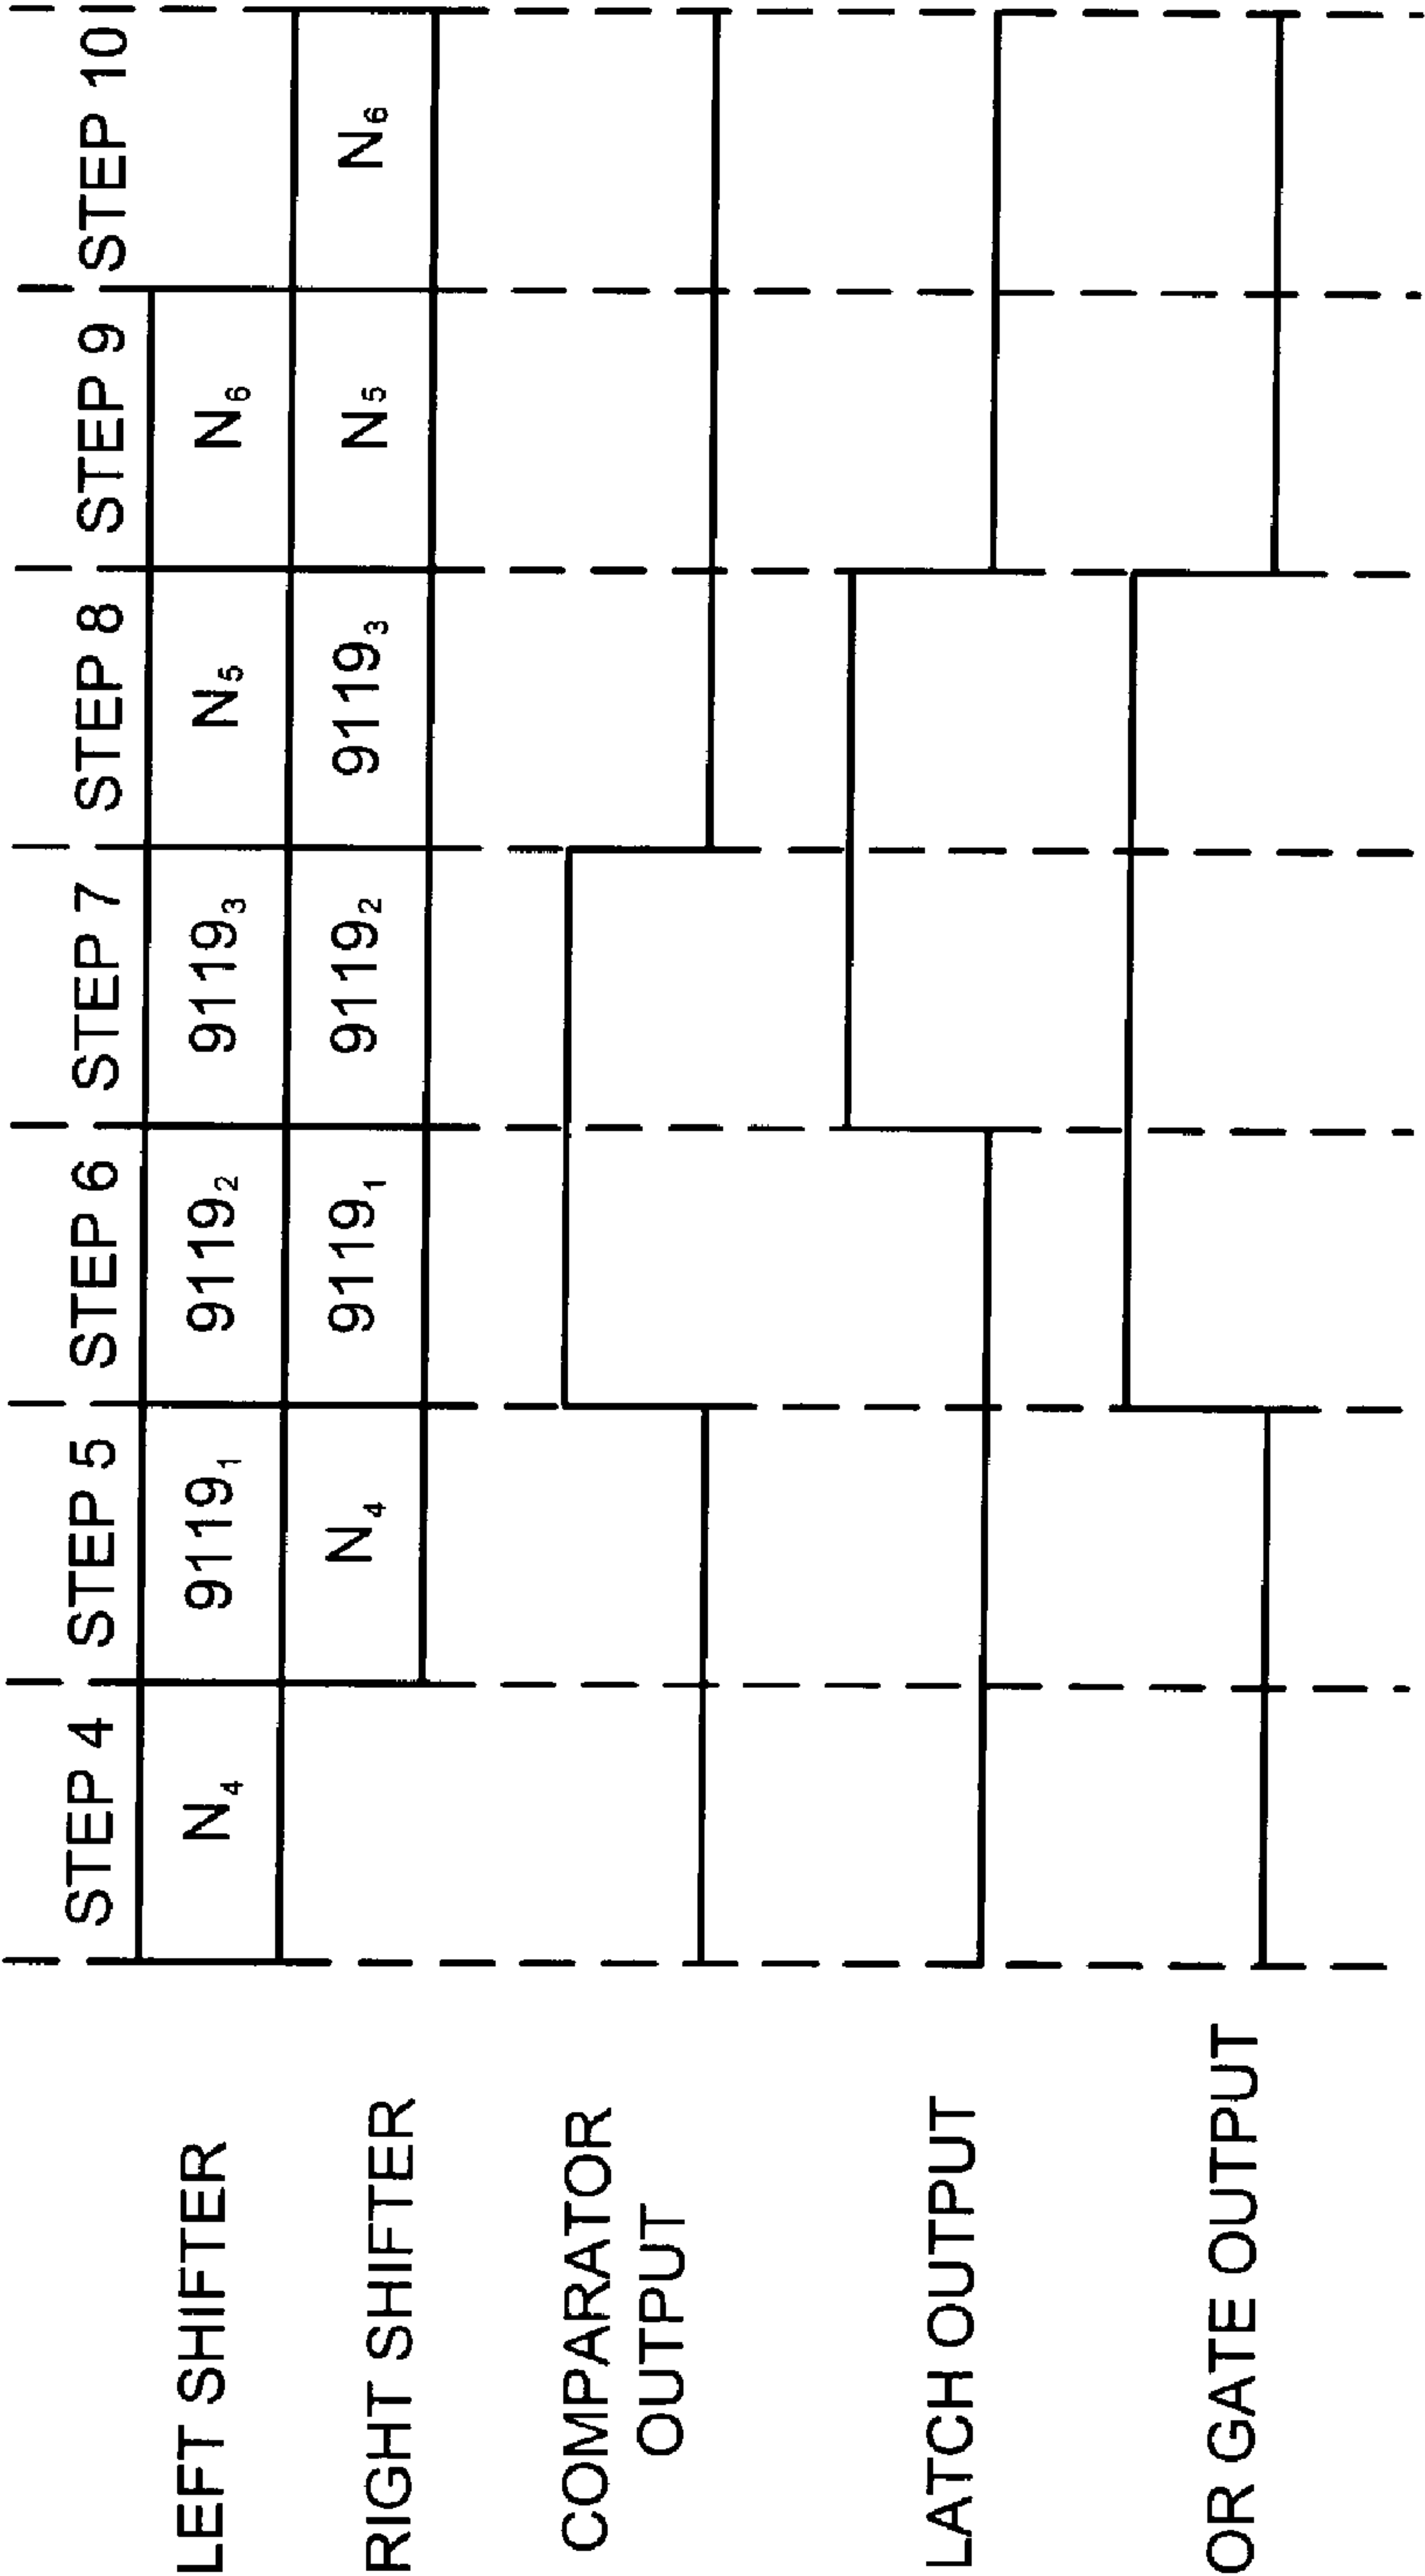 STEP 4 STEP 5 STEP 6 STEP 7 STEP 8 STEP 9 STEP 10
LEFT SHIFTER N₄ 9119₁ 9119₂ 9119₃ N₅ N₆
RIGHT SHIFTER N₄ 9119₁ 9119₂ 9119₃ N₅ N₆
COMPARATOR
OUTPUT
LATCH OUTPUT
OR GATE OUTPUT